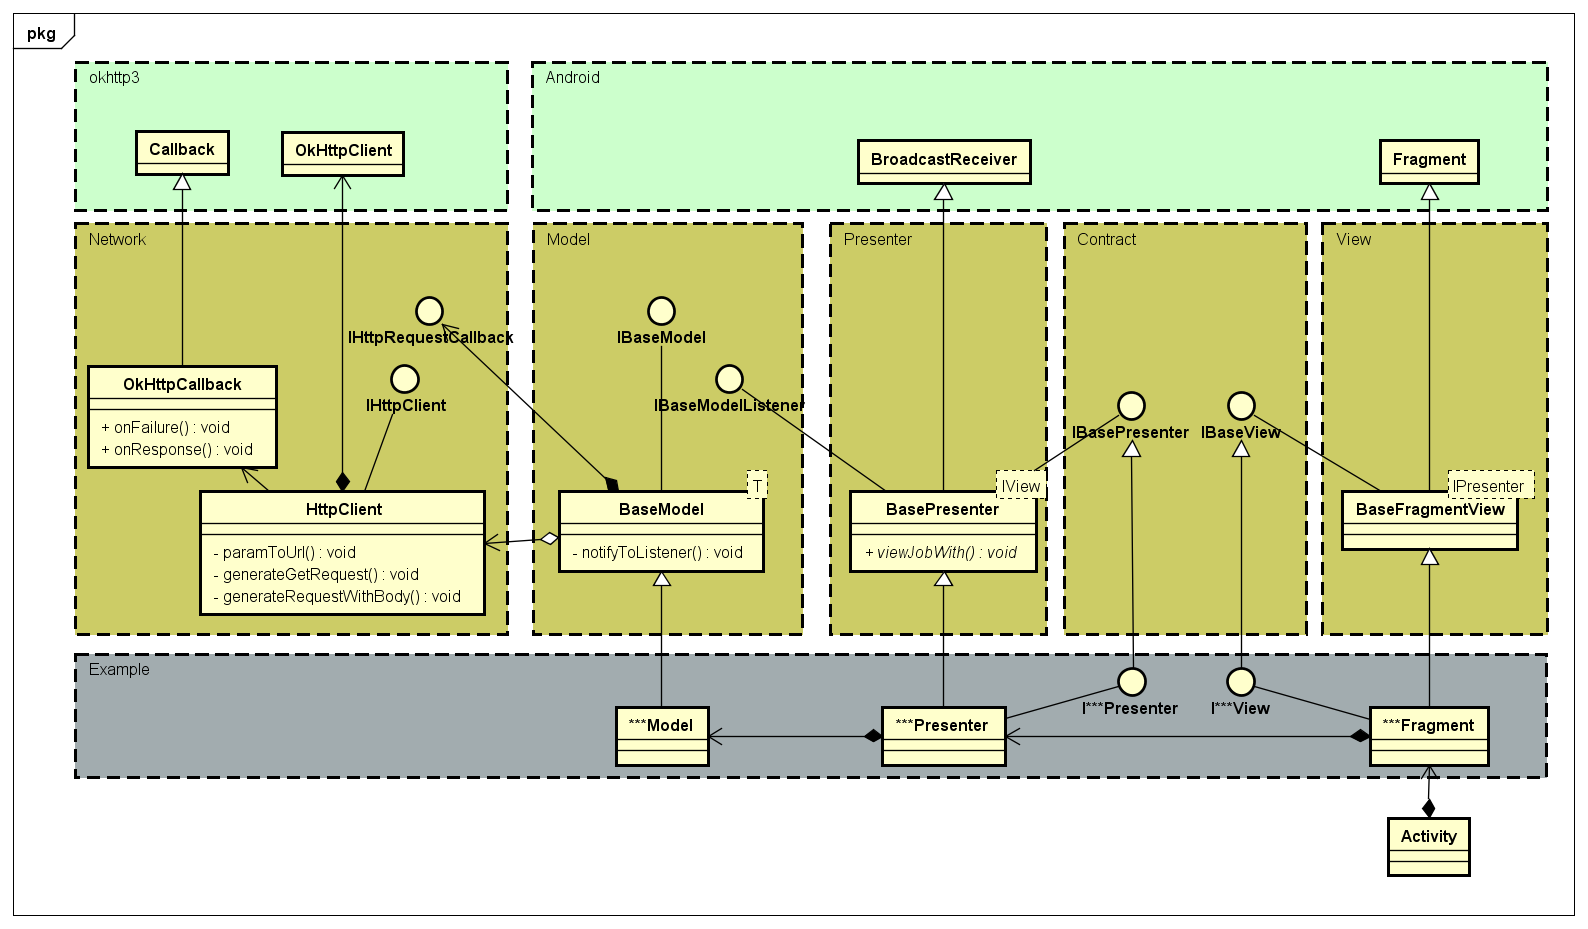 pkg
okhttp3
Android
Callback
OkHttpClient
BroadcastReceiver
Fragment
Network
Model
Presenter
Contract
View
IHttpRequestCallback
IBaseModel
OkHttpCallback
+ onFailure() : void
+ onResponse() : void
IHttpClient
IBaseModelListener
IBasePresenter
IBaseView
T
IView
IPresenter
HttpClient
- paramToUrl() : void
- generateGetRequest() : void
- generateRequestWithBody() : void
BaseModel
- notifyToListener() : void
BasePresenter
+ viewJobWith() : void
BaseFragmentView
Example
I***Presenter
I***View
***Model
***Presenter
***Fragment
Activity